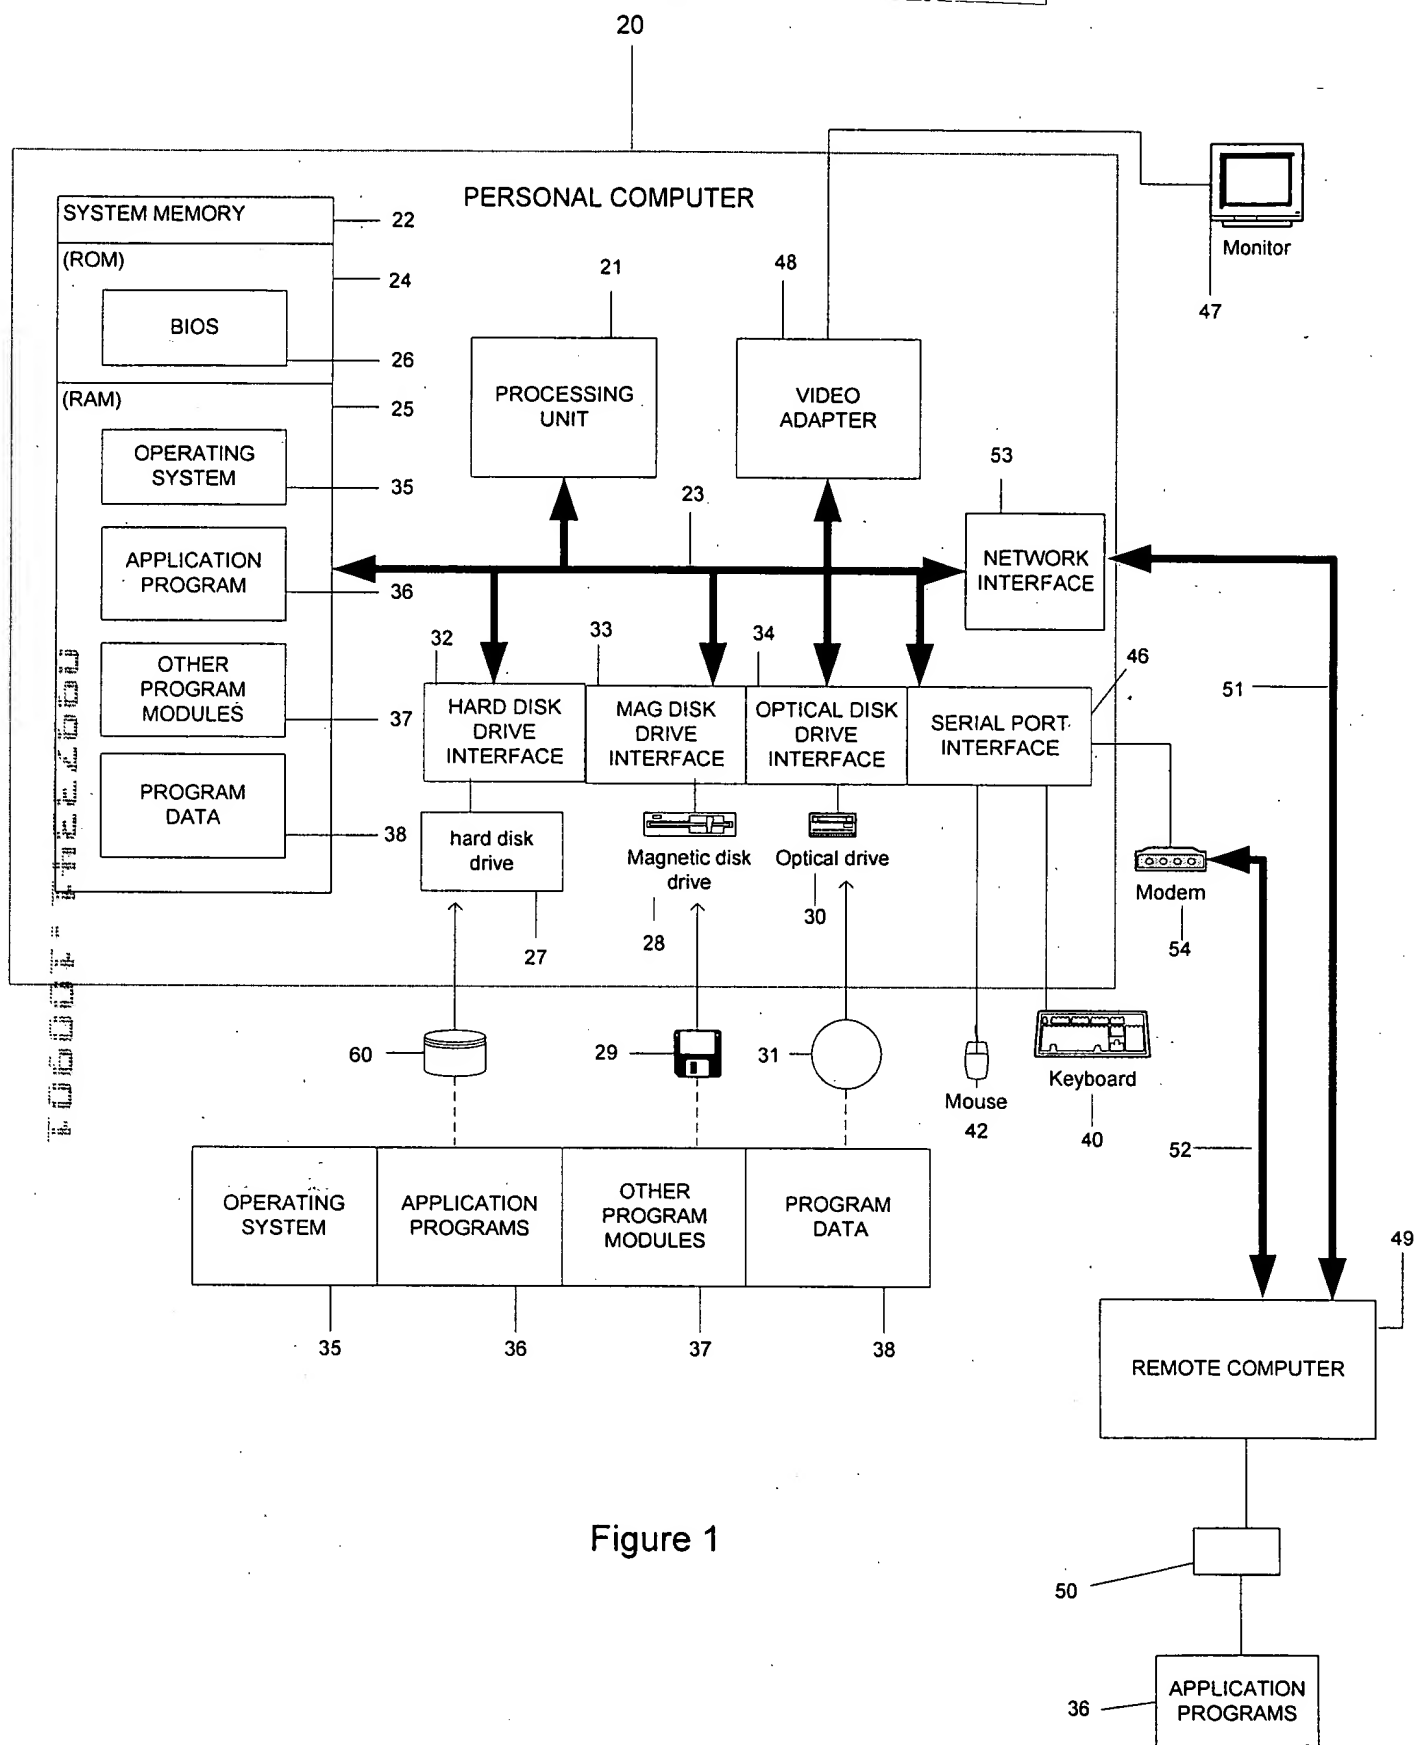 20
PERSONAL COMPUTER
SYSTEM MEMORY
22
(ROM)
24
BIOS
26
(RAM)
25
OPERATING
SYSTEM
35
APPLICATION
PROGRAM
36
OTHER
PROGRAM
MODULES
37
PROGRAM
DATA
38
21
PROCESSING
UNIT
48
VIDEO
ADAPTER
Monitor
47
23
53
NETWORK
INTERFACE
32
HARD DISK
DRIVE
INTERFACE
33
MAG DISK
DRIVE
INTERFACE
34
OPTICAL DISK
DRIVE
INTERFACE
46
SERIAL PORT
INTERFACE
51
hard disk
drive
27
Magnetic disk
drive
28
Optical drive
30
Modem
54
60
29
31
Mouse
42
Keyboard
40
52
OPERATING
SYSTEM
APPLICATION
PROGRAMS
OTHER
PROGRAM
MODULES
PROGRAM
DATA
35
36
37
38
49
REMOTE COMPUTER
Figure 1
50
36
APPLICATION
PROGRAMS